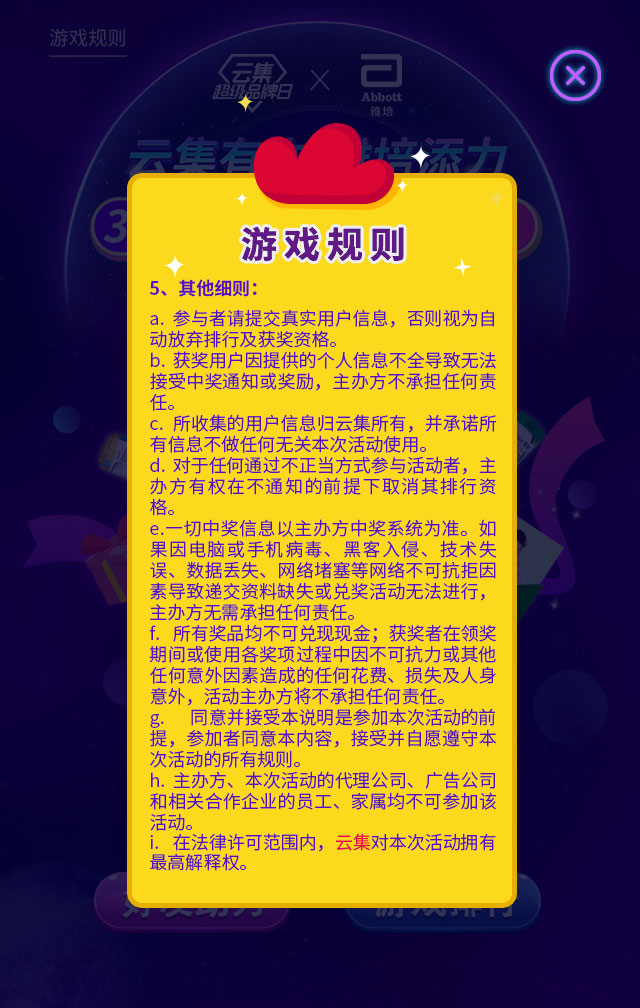 游戏规则
云集
超级品牌日
Abbott
雅培
游戏规则
5、其他细则：
a. 参与者请提交真实用户信息，否则视为自
动放弃排行及获奖资格。
b. 获奖用户因提供的个人信息不全导致无法
接受中奖通知或奖励，主办方不承担任何责
任。
c. 所收集的用户信息归云集所有，并承诺所
有信息不做任何无关本次活动使用。
d. 对于任何通过不正当方式参与活动者，主
办方有权在不通知的前提下取消其排行资
格。
e.一切中奖信息以主办方中奖系统为准。如
果因电脑或手机病毒、黑客入侵、技术失
误、数据丢失、网络堵塞等网络不可抗拒因
素导致递交资料缺失或兑奖活动无法进行，
主办方无需承担任何责任。
f. 所有奖品均不可兑现现金；获奖者在领奖
期间或使用各奖项过程中因不可抗力或其他
任何意外因素造成的任何花费、损失及人身
意外，活动主办方将不承担任何责任。
g. 同意并接受本说明是参加本次活动的前
提，参加者同意本内容，接受并自愿遵守本
次活动的所有规则。
h. 主办方、本次活动的代理公司、广告公司
和相关合作企业的员工、家属均不可参加该
活动。
i. 在法律许可范围内，云集对本次活动拥有
最高解释权。